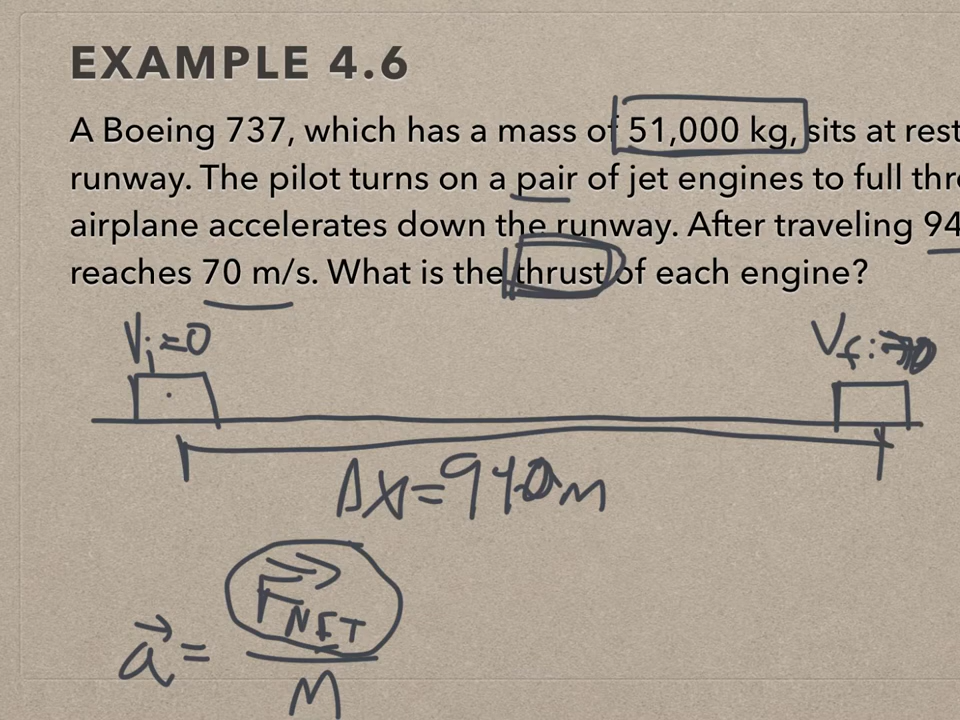 EXAMPLE 4.6
A Boeing 737, which has a mass of 51,000 kg, sits at rest
runway. The pilot turns on a pair of jet engines to full thr
airplane accelerates down the runway. After traveling 94
reaches 70 m/s. What is the thrust of each engine?
Vi=0
Vf=70
Δx=940m
a=
FNET
M